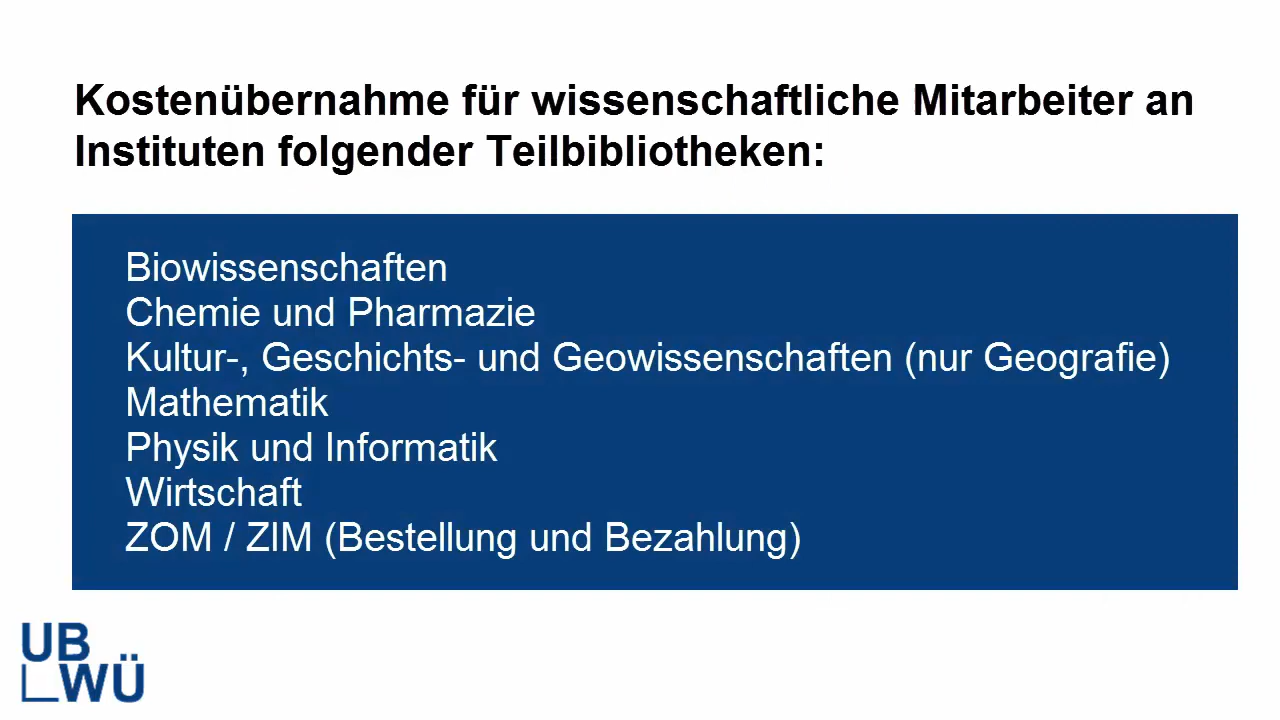 Kostenübernahme für wissenschaftliche Mitarbeiter an
Instituten folgender Teilbibliotheken:
Biowissenschaften
Chemie und Pharmazie
Kultur-, Geschichts- und Geowissenschaften (nur Geografie)
Mathematik
Physik und Informatik
Wirtschaft
ZOM / ZIM (Bestellung und Bezahlung)
UB
WÜ